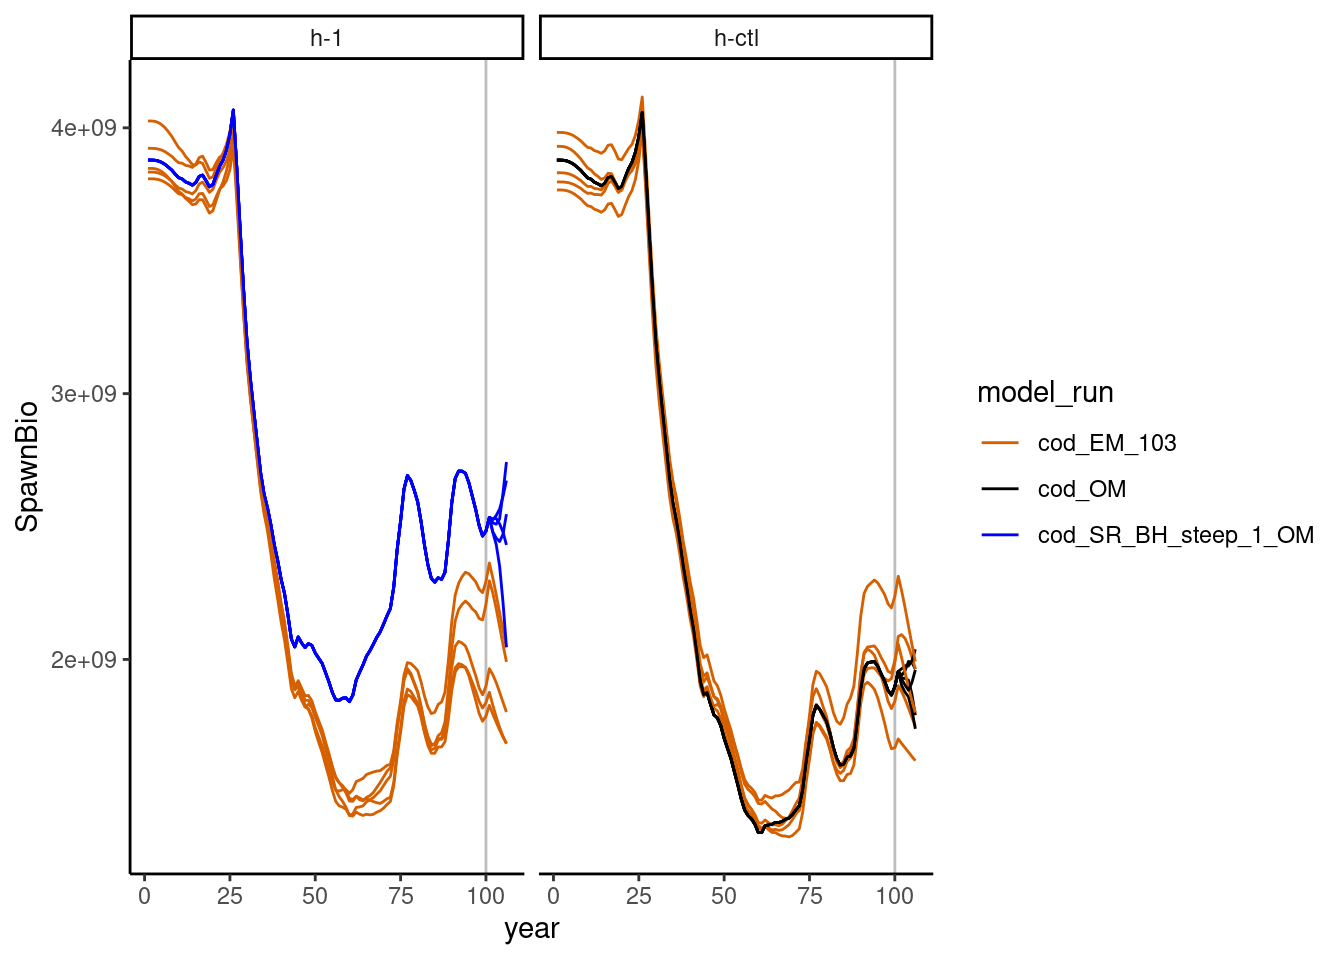 h-1
h-ctl
4e+09
3e+09
2e+09
SpawnBio
0 25 50 75 100
0 25 50 75 100
year
model_run
cod_EM_103
cod_OM
cod_SR_BH_steep_1_OM